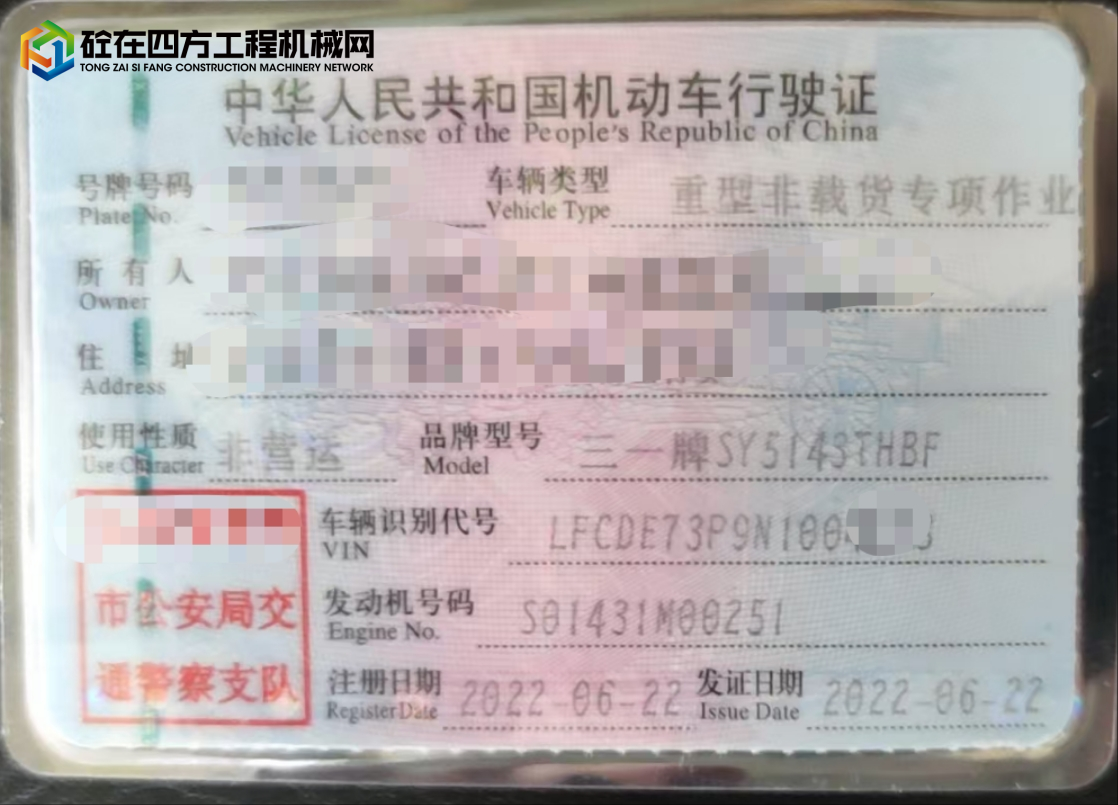 砼在四方工程机械网
TONG ZAI SI FANG CONSTRUCTION MACHINERY NETWORK
中华人民共和国机动车行驶证
Vehicle License of the People's Republic of China
号牌号码 车辆类型 重型非载货专项作业
Plate No. Vehicle Type
所有人
Owner
住址
Address
使用性质 非营运 品牌型号 三一牌SY5143THBF
Use Character Model
车辆识别代号 LFCDE73P9N100
VIN
市公安局交
通警察支队
发动机号码 S01431M00251
Engine No.
注册日期 2022-06-22 发证日期 2022-06-22
Register Date Issue Date